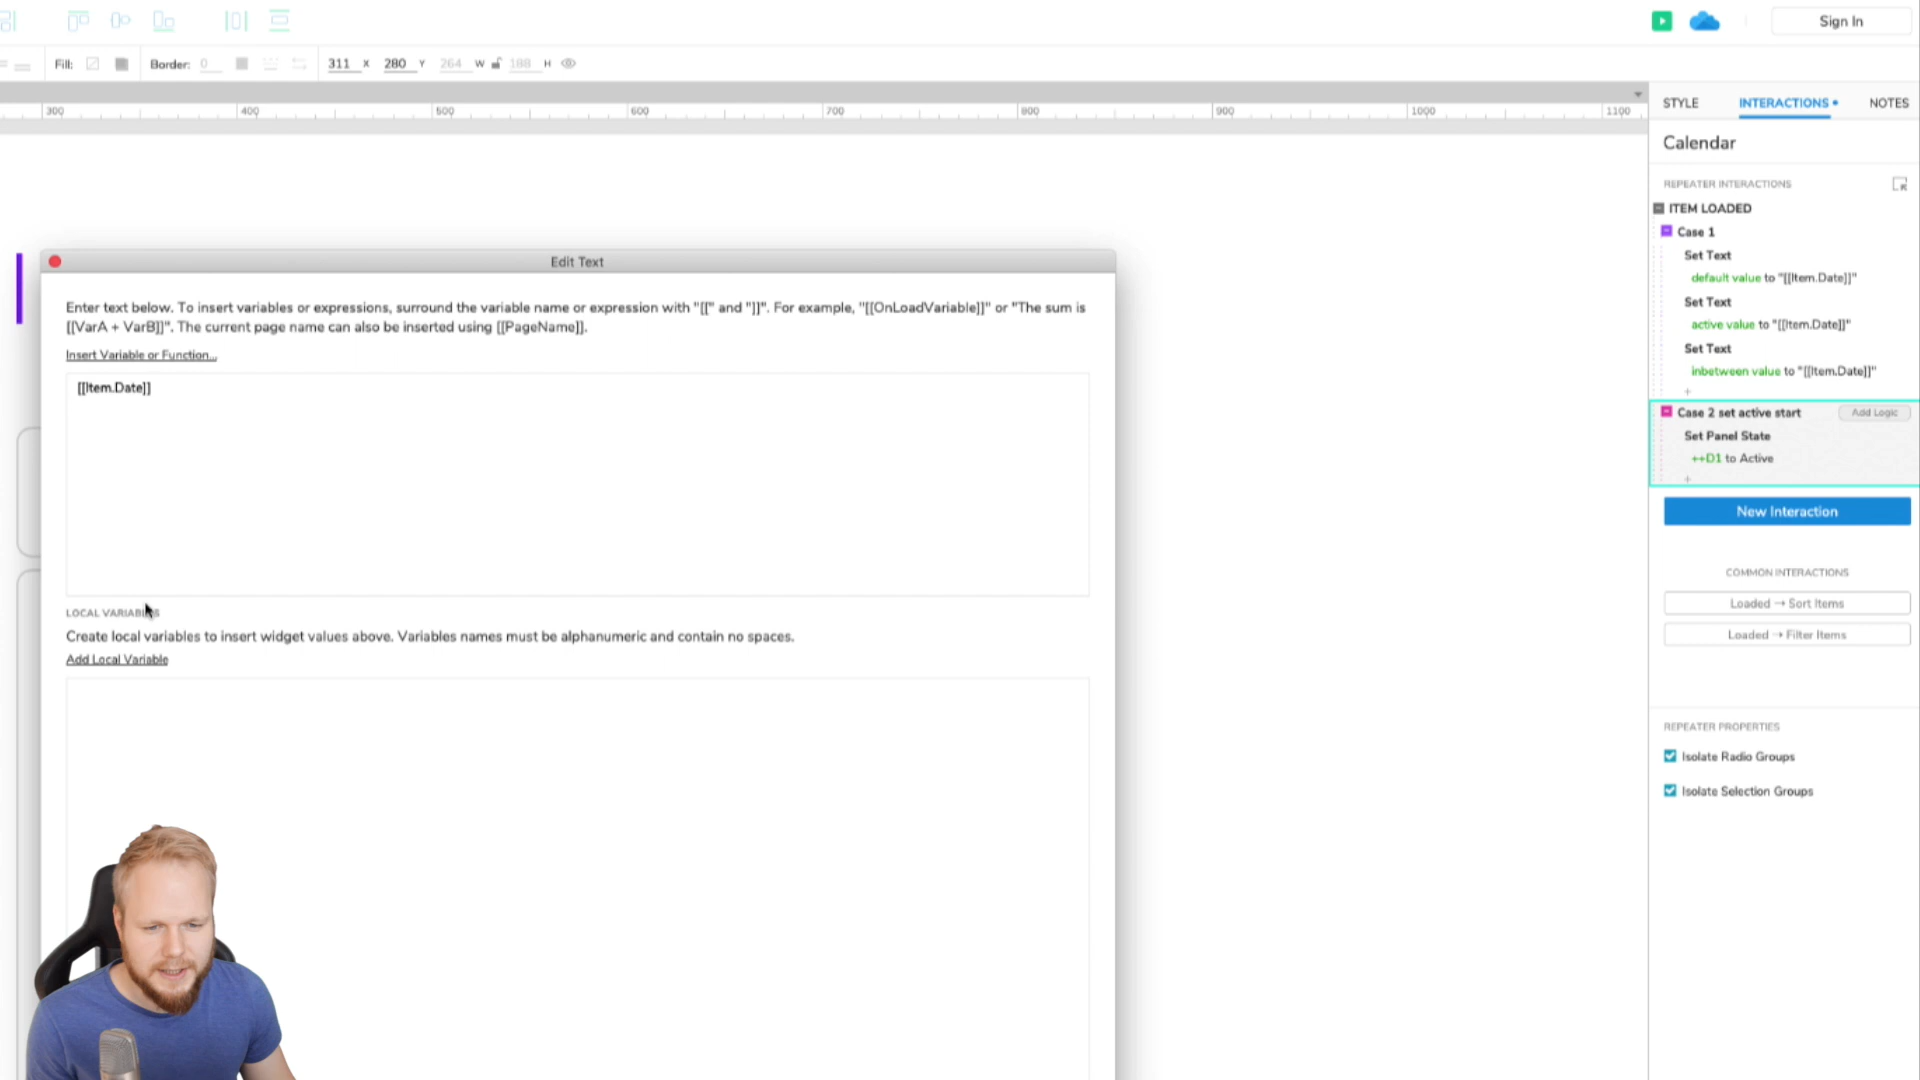 Sign In
Fill:
Border: 0
311 X 280 Y 264 W 188 H
300 400 500 600 700 800 900 1000 1100
STYLE INTERACTIONS NOTES
Calendar
REPEATER INTERACTIONS
ITEM LOADED
Case 1
Set Text
default value to "[[Item.Date]]"
Set Text
active value to "[[Item.Date]]"
Set Text
inbetween value to "[[Item.Date]]"
+
Case 2 set active start Add Logic
Set Panel State
++D1 to Active
+
New Interaction
COMMON INTERACTIONS
Loaded → Sort Items
Loaded → Filter Items
REPEATER PROPERTIES
Isolate Radio Groups
Isolate Selection Groups
Edit Text
Enter text below. To insert variables or expressions, surround the variable name or expression with "[[" and "]]". For example, "[[OnLoadVariable]]" or "The sum is
[[VarA + VarB]]". The current page name can also be inserted using [[PageName]].
Insert Variable or Function...
[[Item.Date]]
LOCAL VARIABLES
Create local variables to insert widget values above. Variables names must be alphanumeric and contain no spaces.
Add Local Variable